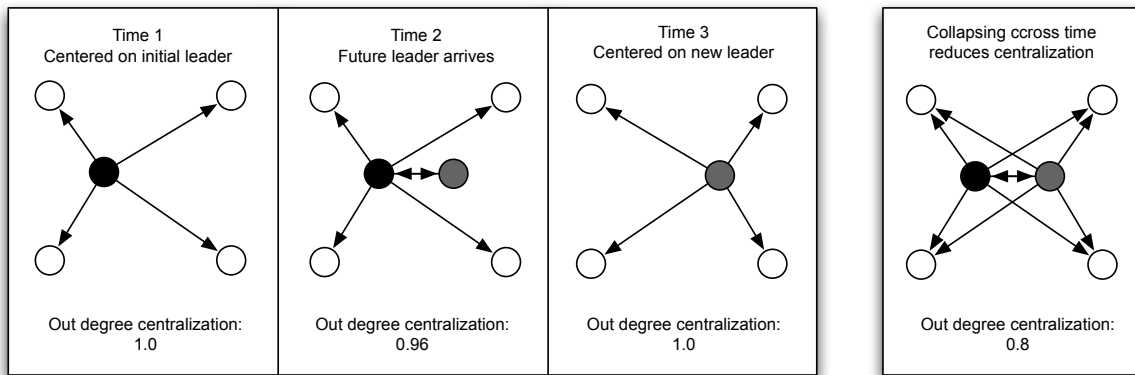 Time 1
Centered on initial leader
Out degree centralization:
1.0
Time 2
Future leader arrives
Out degree centralization:
0.96
Time 3
Centered on new leader
Out degree centralization:
1.0
Collapsing ccross time
reduces centralization
Out degree centralization:
0.8